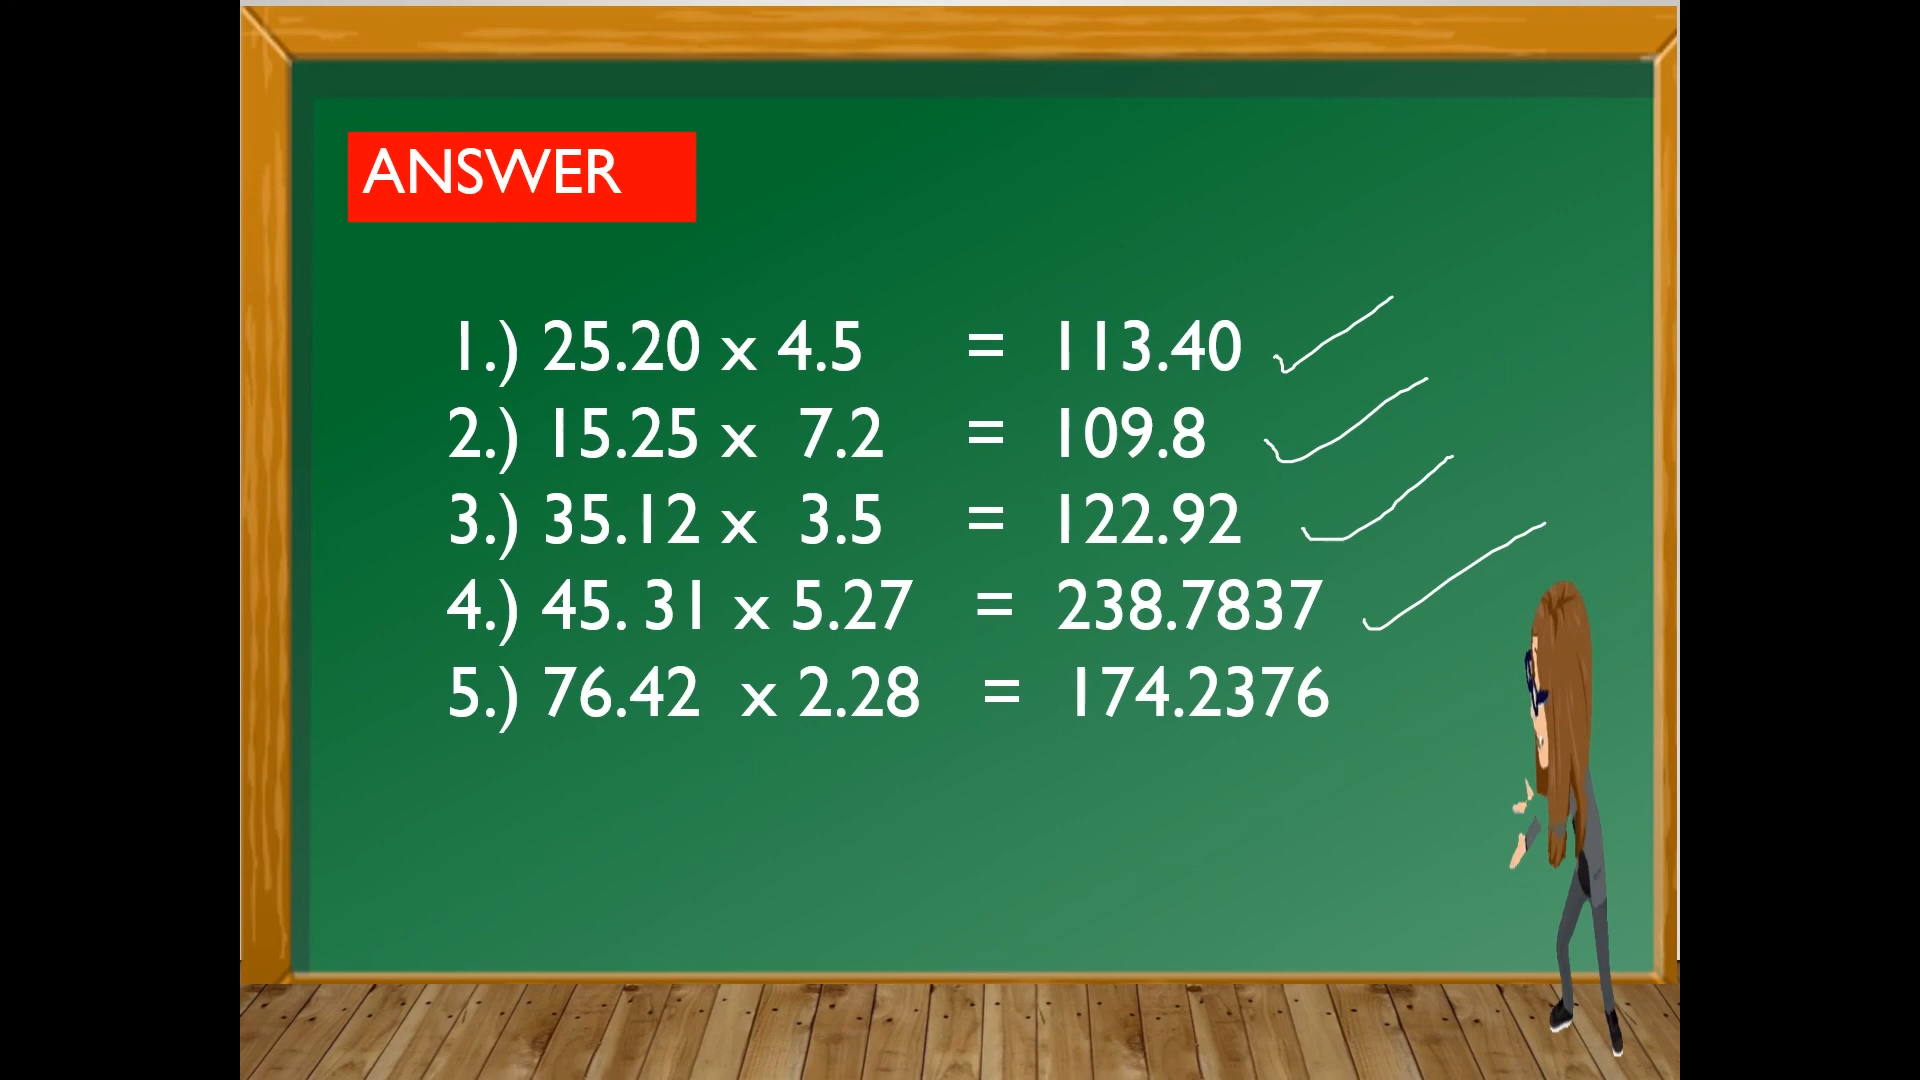 ANSWER
1.) 25.20 x 4.5 = 113.40
2.) 15.25 x 7.2 = 109.8
3.) 35.12 x 3.5 = 122.92
4.) 45. 31 x 5.27 = 238.7837
5.) 76.42 x 2.28 = 174.2376